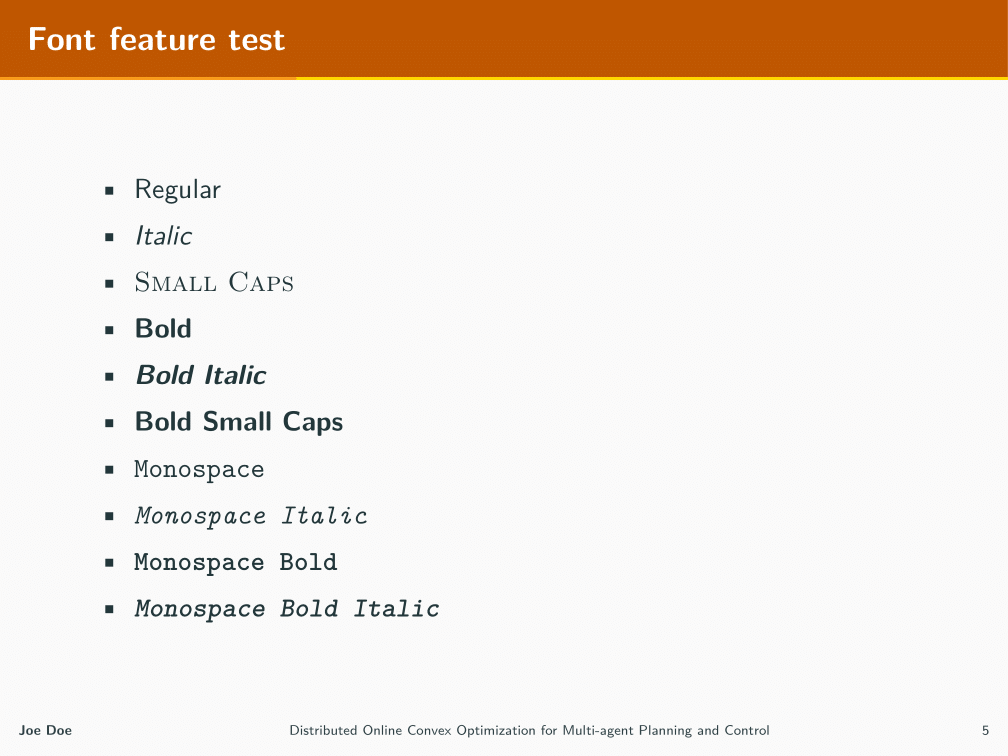 Font feature test
Regular
Italic
Small Caps
Bold
Bold Italic
Bold Small Caps
Monospace
Monospace Italic
Monospace Bold
Monospace Bold Italic
Joe Doe Distributed Online Convex Optimization for Multi-agent Planning and Control 5